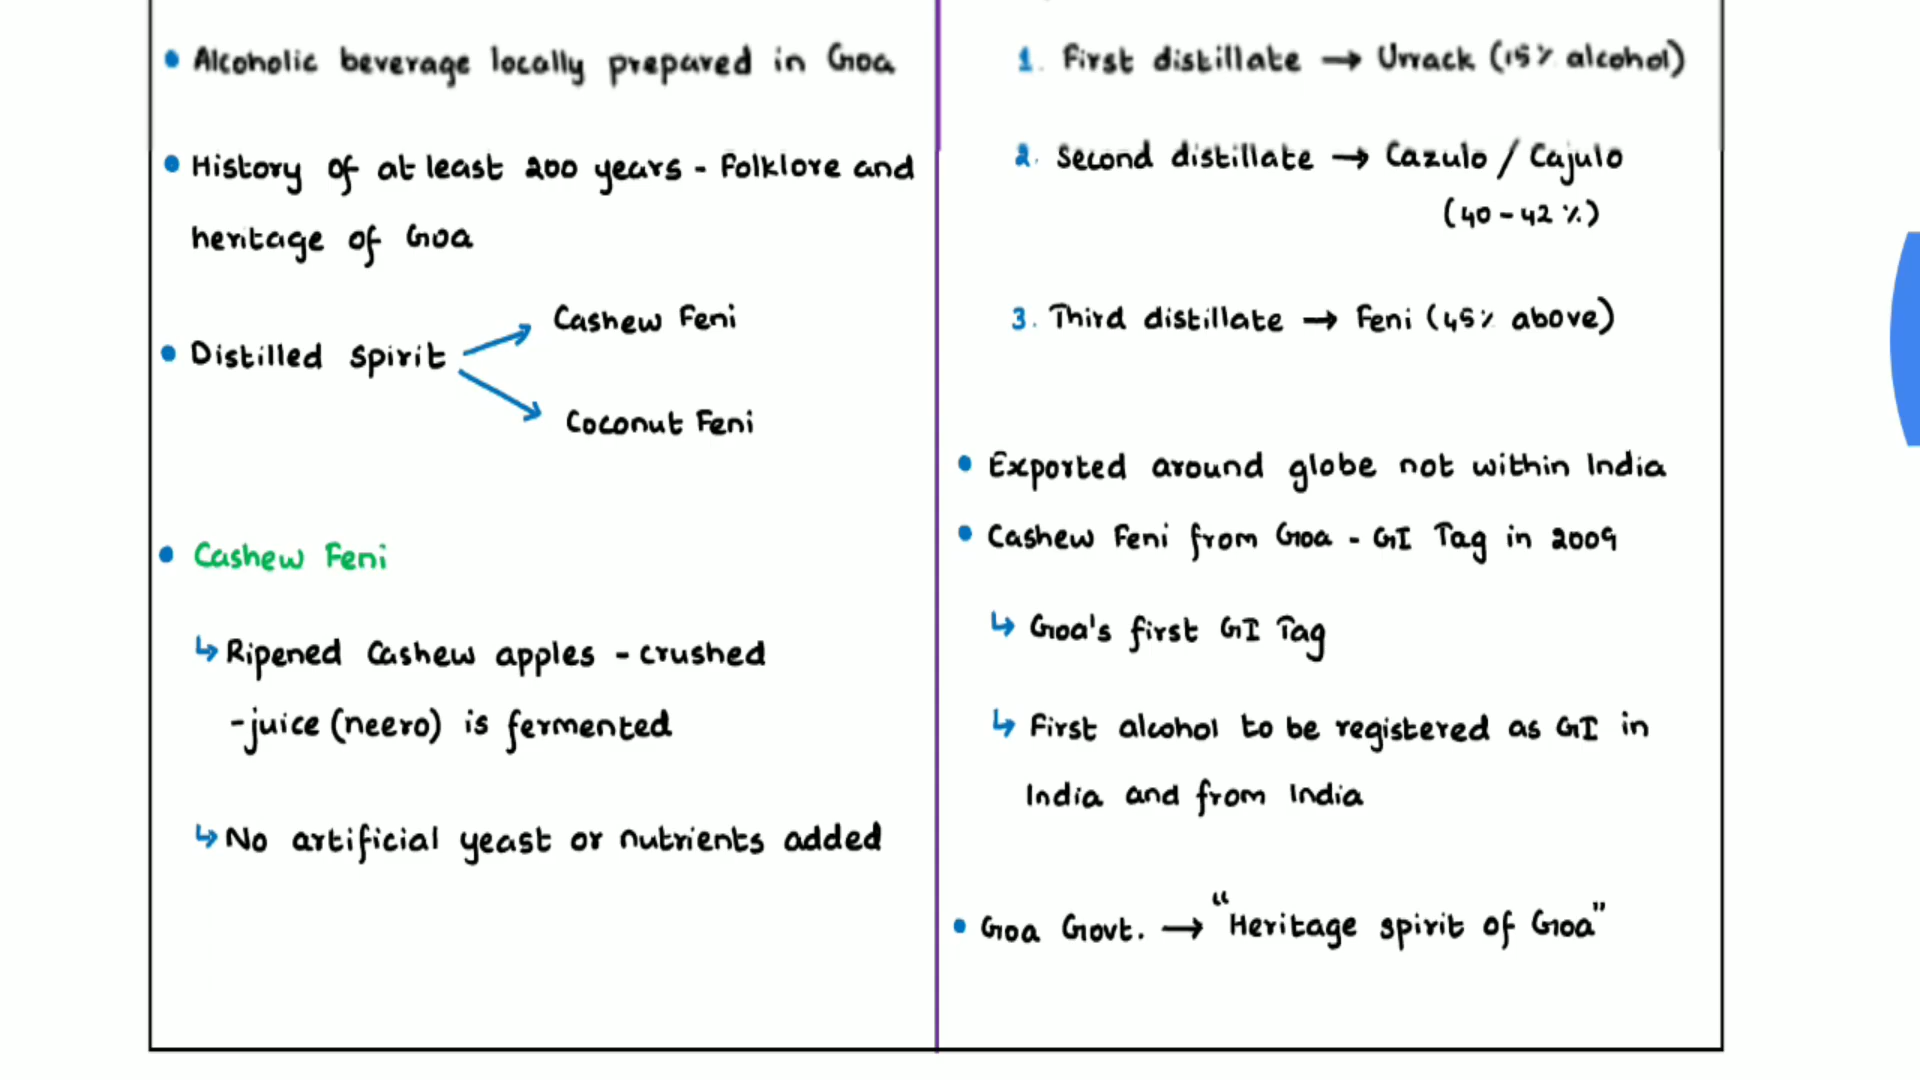 • Alcoholic beverage locally prepared in Goa
• History of at least 200 years - Folklore and
heritage of Goa
• Distilled spirit → Cashew Feni
→ Coconut Feni
• Cashew Feni
↳ Ripened Cashew apples - crushed
- juice (neero) is fermented
↳ No artificial yeast or nutrients added
1. First distillate → Urrack (15% alcohol)
2. Second distillate → Cazulo / Cajulo
(40 - 42 %)
3. Third distillate → Feni (45% above)
• Exported around globe not within India
• Cashew Feni from Goa - GI Tag in 2009
↳ Goa's first GI Tag
↳ First alcohol to be registered as GI in
India and from India
• Goa Govt. → "Heritage spirit of Goa"